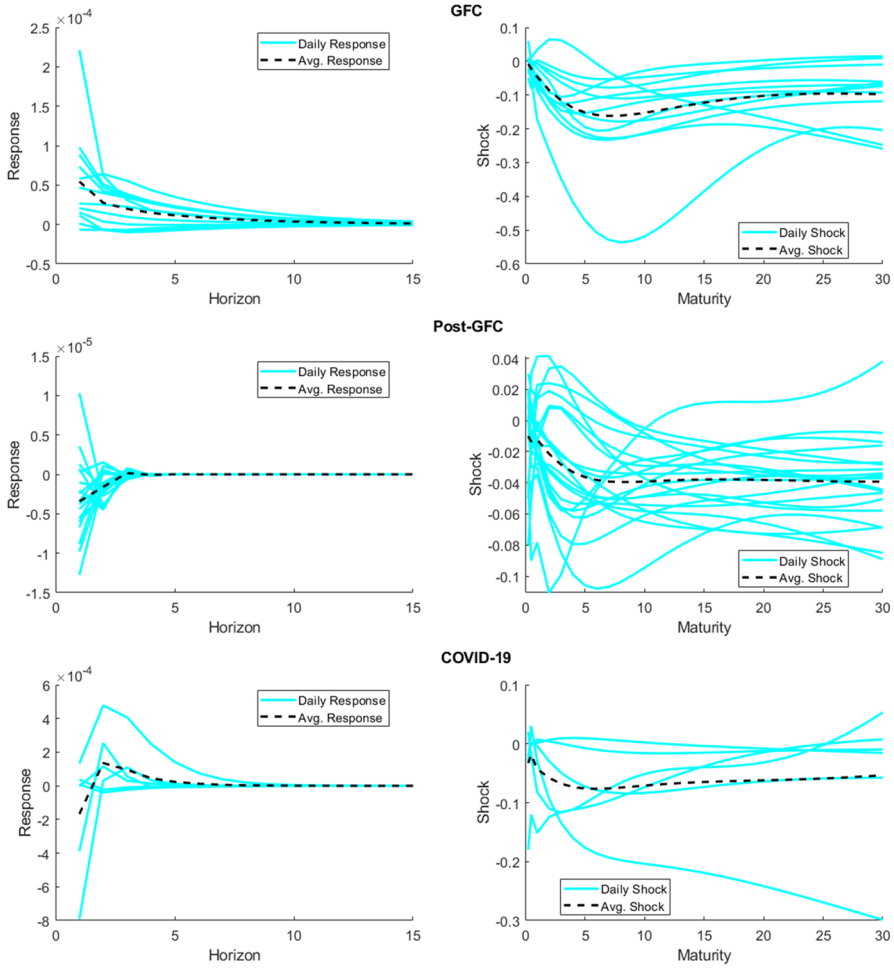 GFC
×10⁻⁴
2.5
2
1.5
1
0.5
0
-0.5
Response
0 5 10 15
Horizon
Daily Response
Avg. Response
0.1
0
-0.1
-0.2
-0.3
-0.4
-0.5
-0.6
Shock
0 5 10 15 20 25 30
Maturity
Daily Shock
Avg. Shock
Post-GFC
×10⁻⁵
1.5
1
0.5
0
-0.5
-1
-1.5
Response
0 5 10 15
Horizon
Daily Response
Avg. Response
0.04
0.02
0
-0.02
-0.04
-0.06
-0.08
-0.1
Shock
0 5 10 15 20 25 30
Maturity
Daily Shock
Avg. Shock
COVID-19
×10⁻⁴
6
4
2
0
-2
-4
-6
-8
Response
0 5 10 15
Horizon
Daily Response
Avg. Response
0.1
0
-0.1
-0.2
-0.3
Shock
0 5 10 15 20 25 30
Maturity
Daily Shock
Avg. Shock